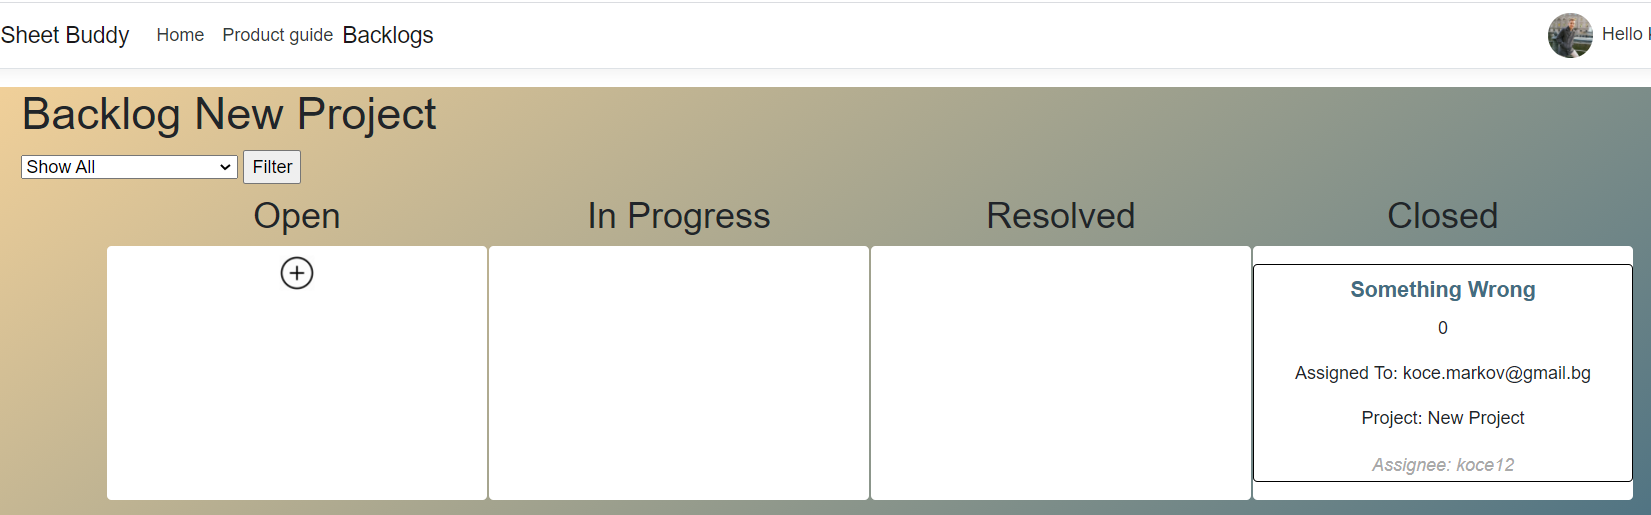 Sheet Buddy Home Product guide Backlogs Hello
Backlog New Project
Show All Filter
Open In Progress Resolved Closed
Something Wrong
0
Assigned To: koce.markov@gmail.bg
Project: New Project
Assignee: koce12